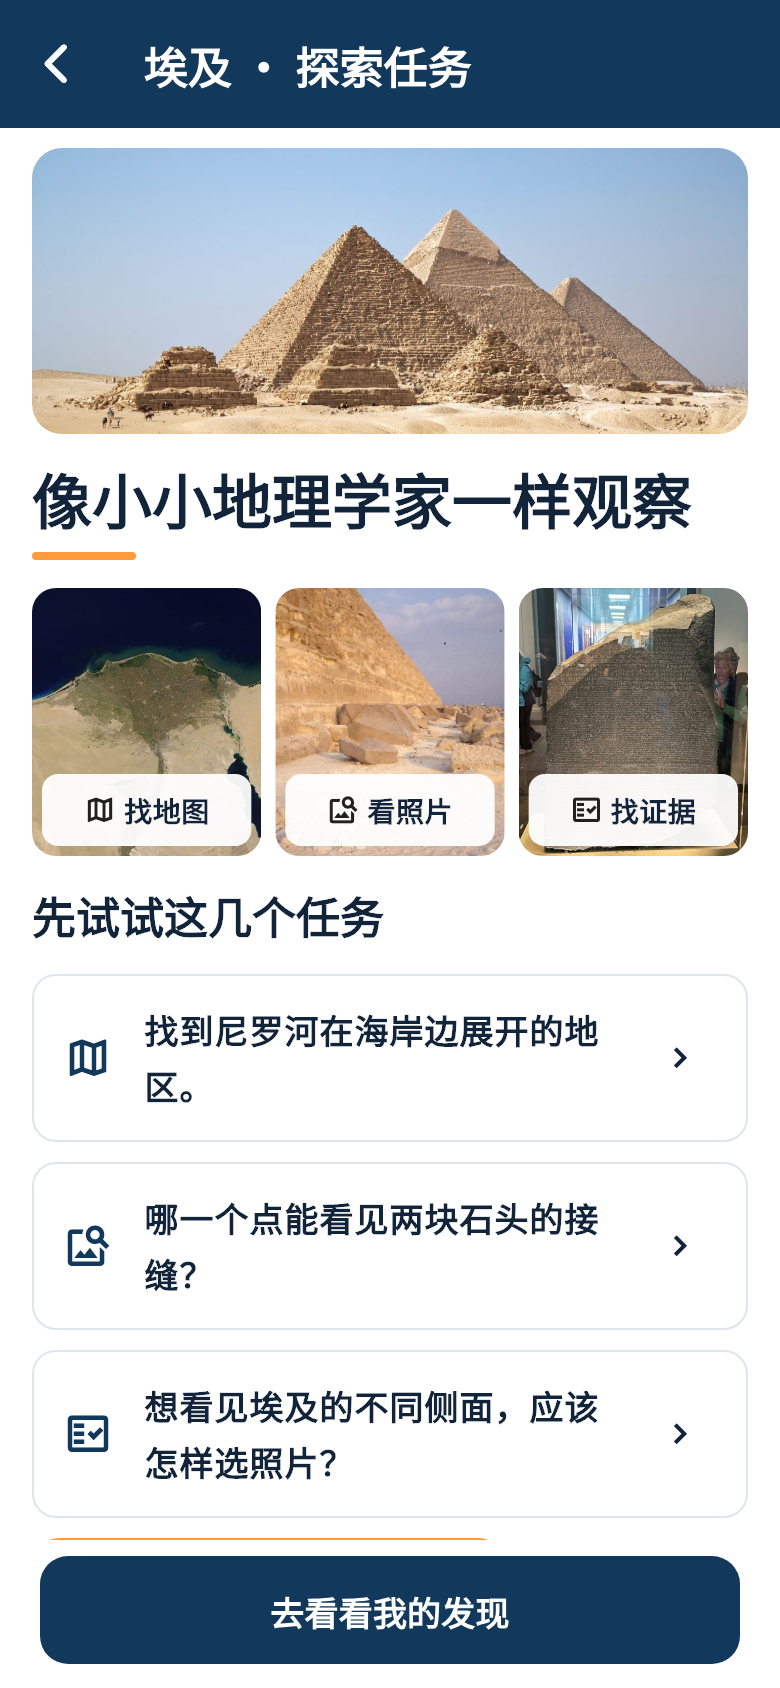 埃及 · 探索任务
像小小地理学家一样观察
找地图
看照片
找证据
先试试这几个任务
找到尼罗河在海岸边展开的地
区。
哪一个点能看见两块石头的接
缝？
想看见埃及的不同侧面，应该
怎样选照片？
去看看我的发现